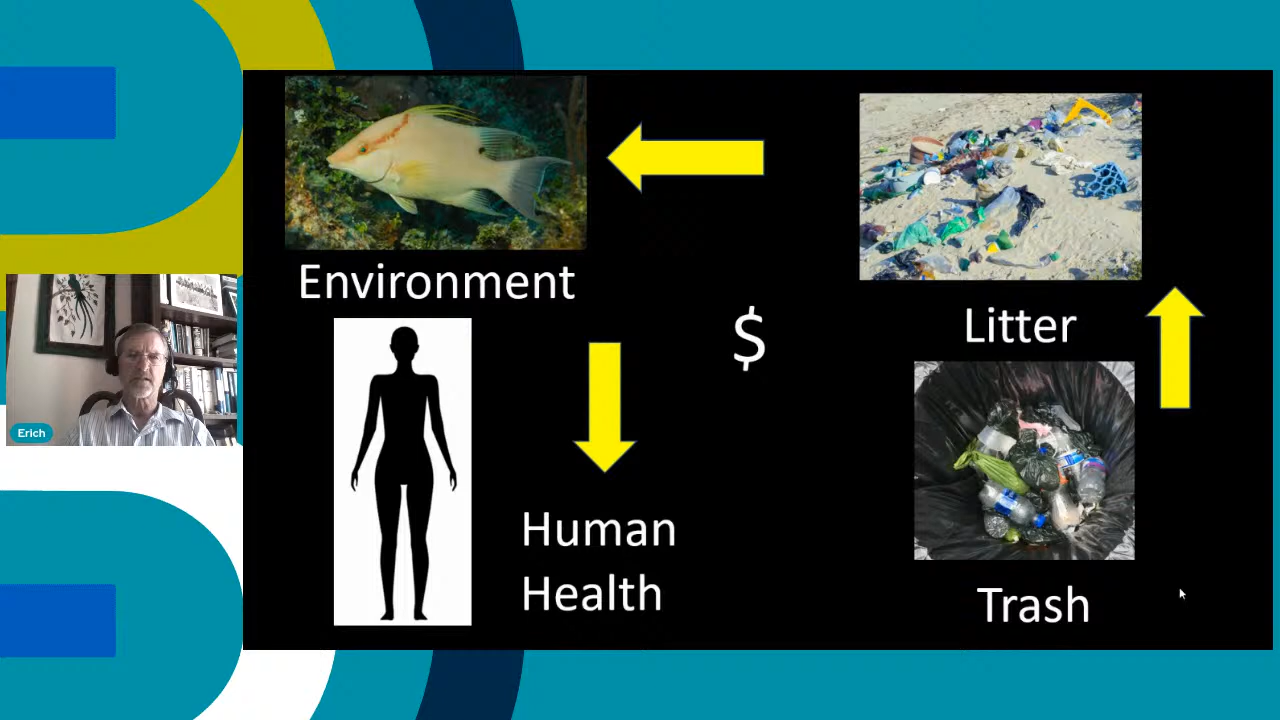 Environment
$
Litter
Erich
Human
Health
Trash